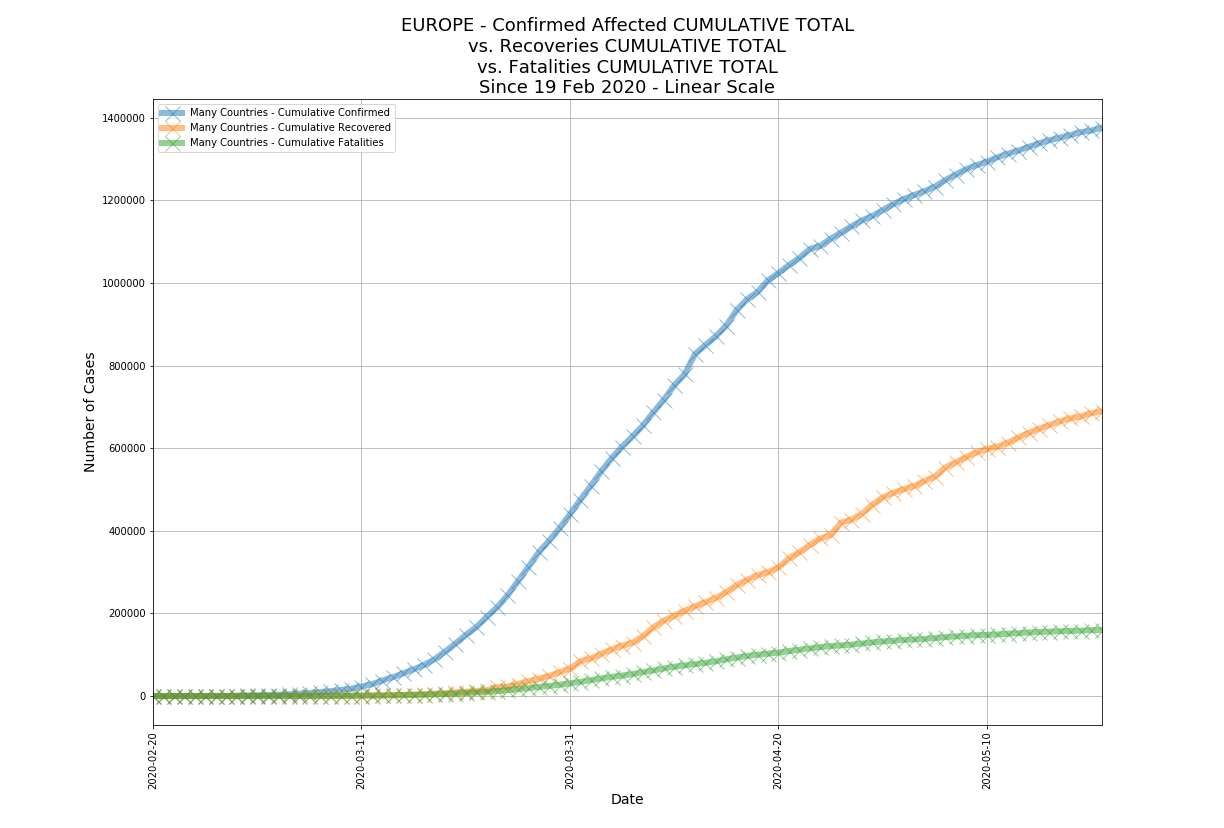 EUROPE - Confirmed Affected CUMULATIVE TOTAL
vs. Recoveries CUMULATIVE TOTAL
vs. Fatalities CUMULATIVE TOTAL
Since 19 Feb 2020 - Linear Scale
Many Countries - Cumulative Confirmed
Many Countries - Cumulative Recovered
Many Countries - Cumulative Fatalities
Number of Cases
1400000
1200000
1000000
800000
600000
400000
200000
0
2020-02-20
2020-03-11
2020-03-31
2020-04-20
2020-05-10
Date